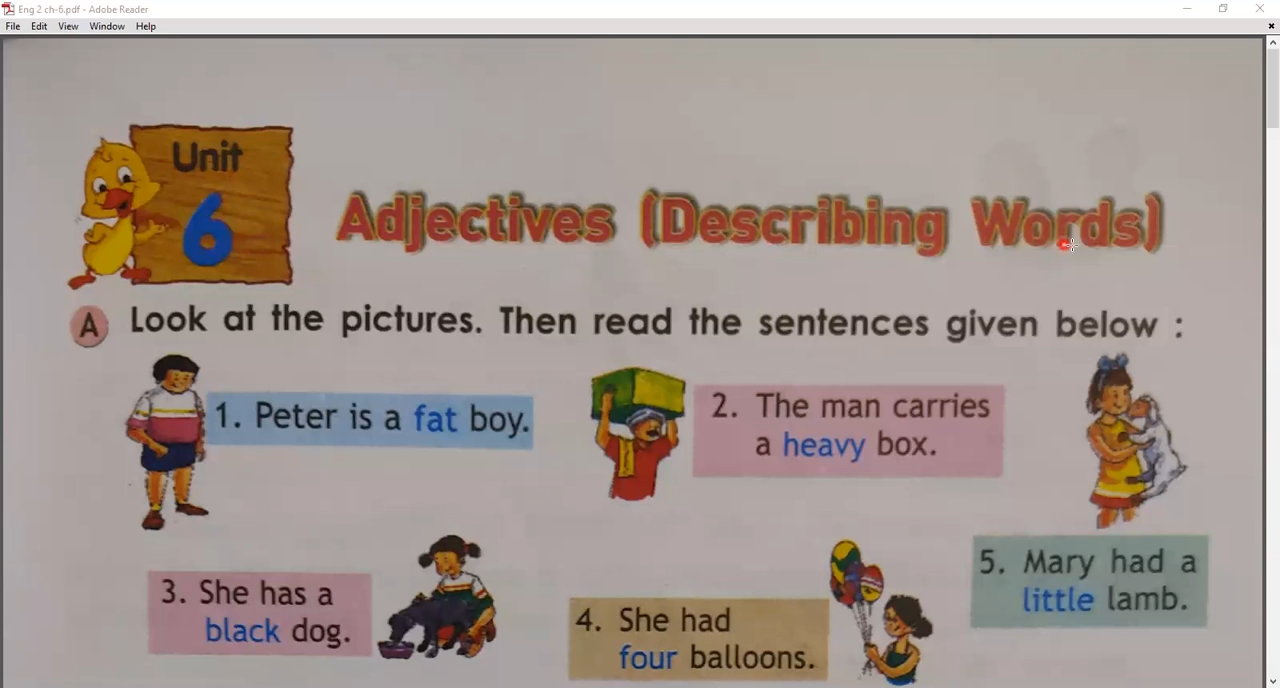 Eng 2 ch-6.pdf - Adobe Reader
File Edit View Window Help
Unit
6
Adjectives (Describing Words)
A Look at the pictures. Then read the sentences given below :
1. Peter is a fat boy.
2. The man carries
a heavy box.
3. She has a
black dog.
4. She had
four balloons.
5. Mary had a
little lamb.